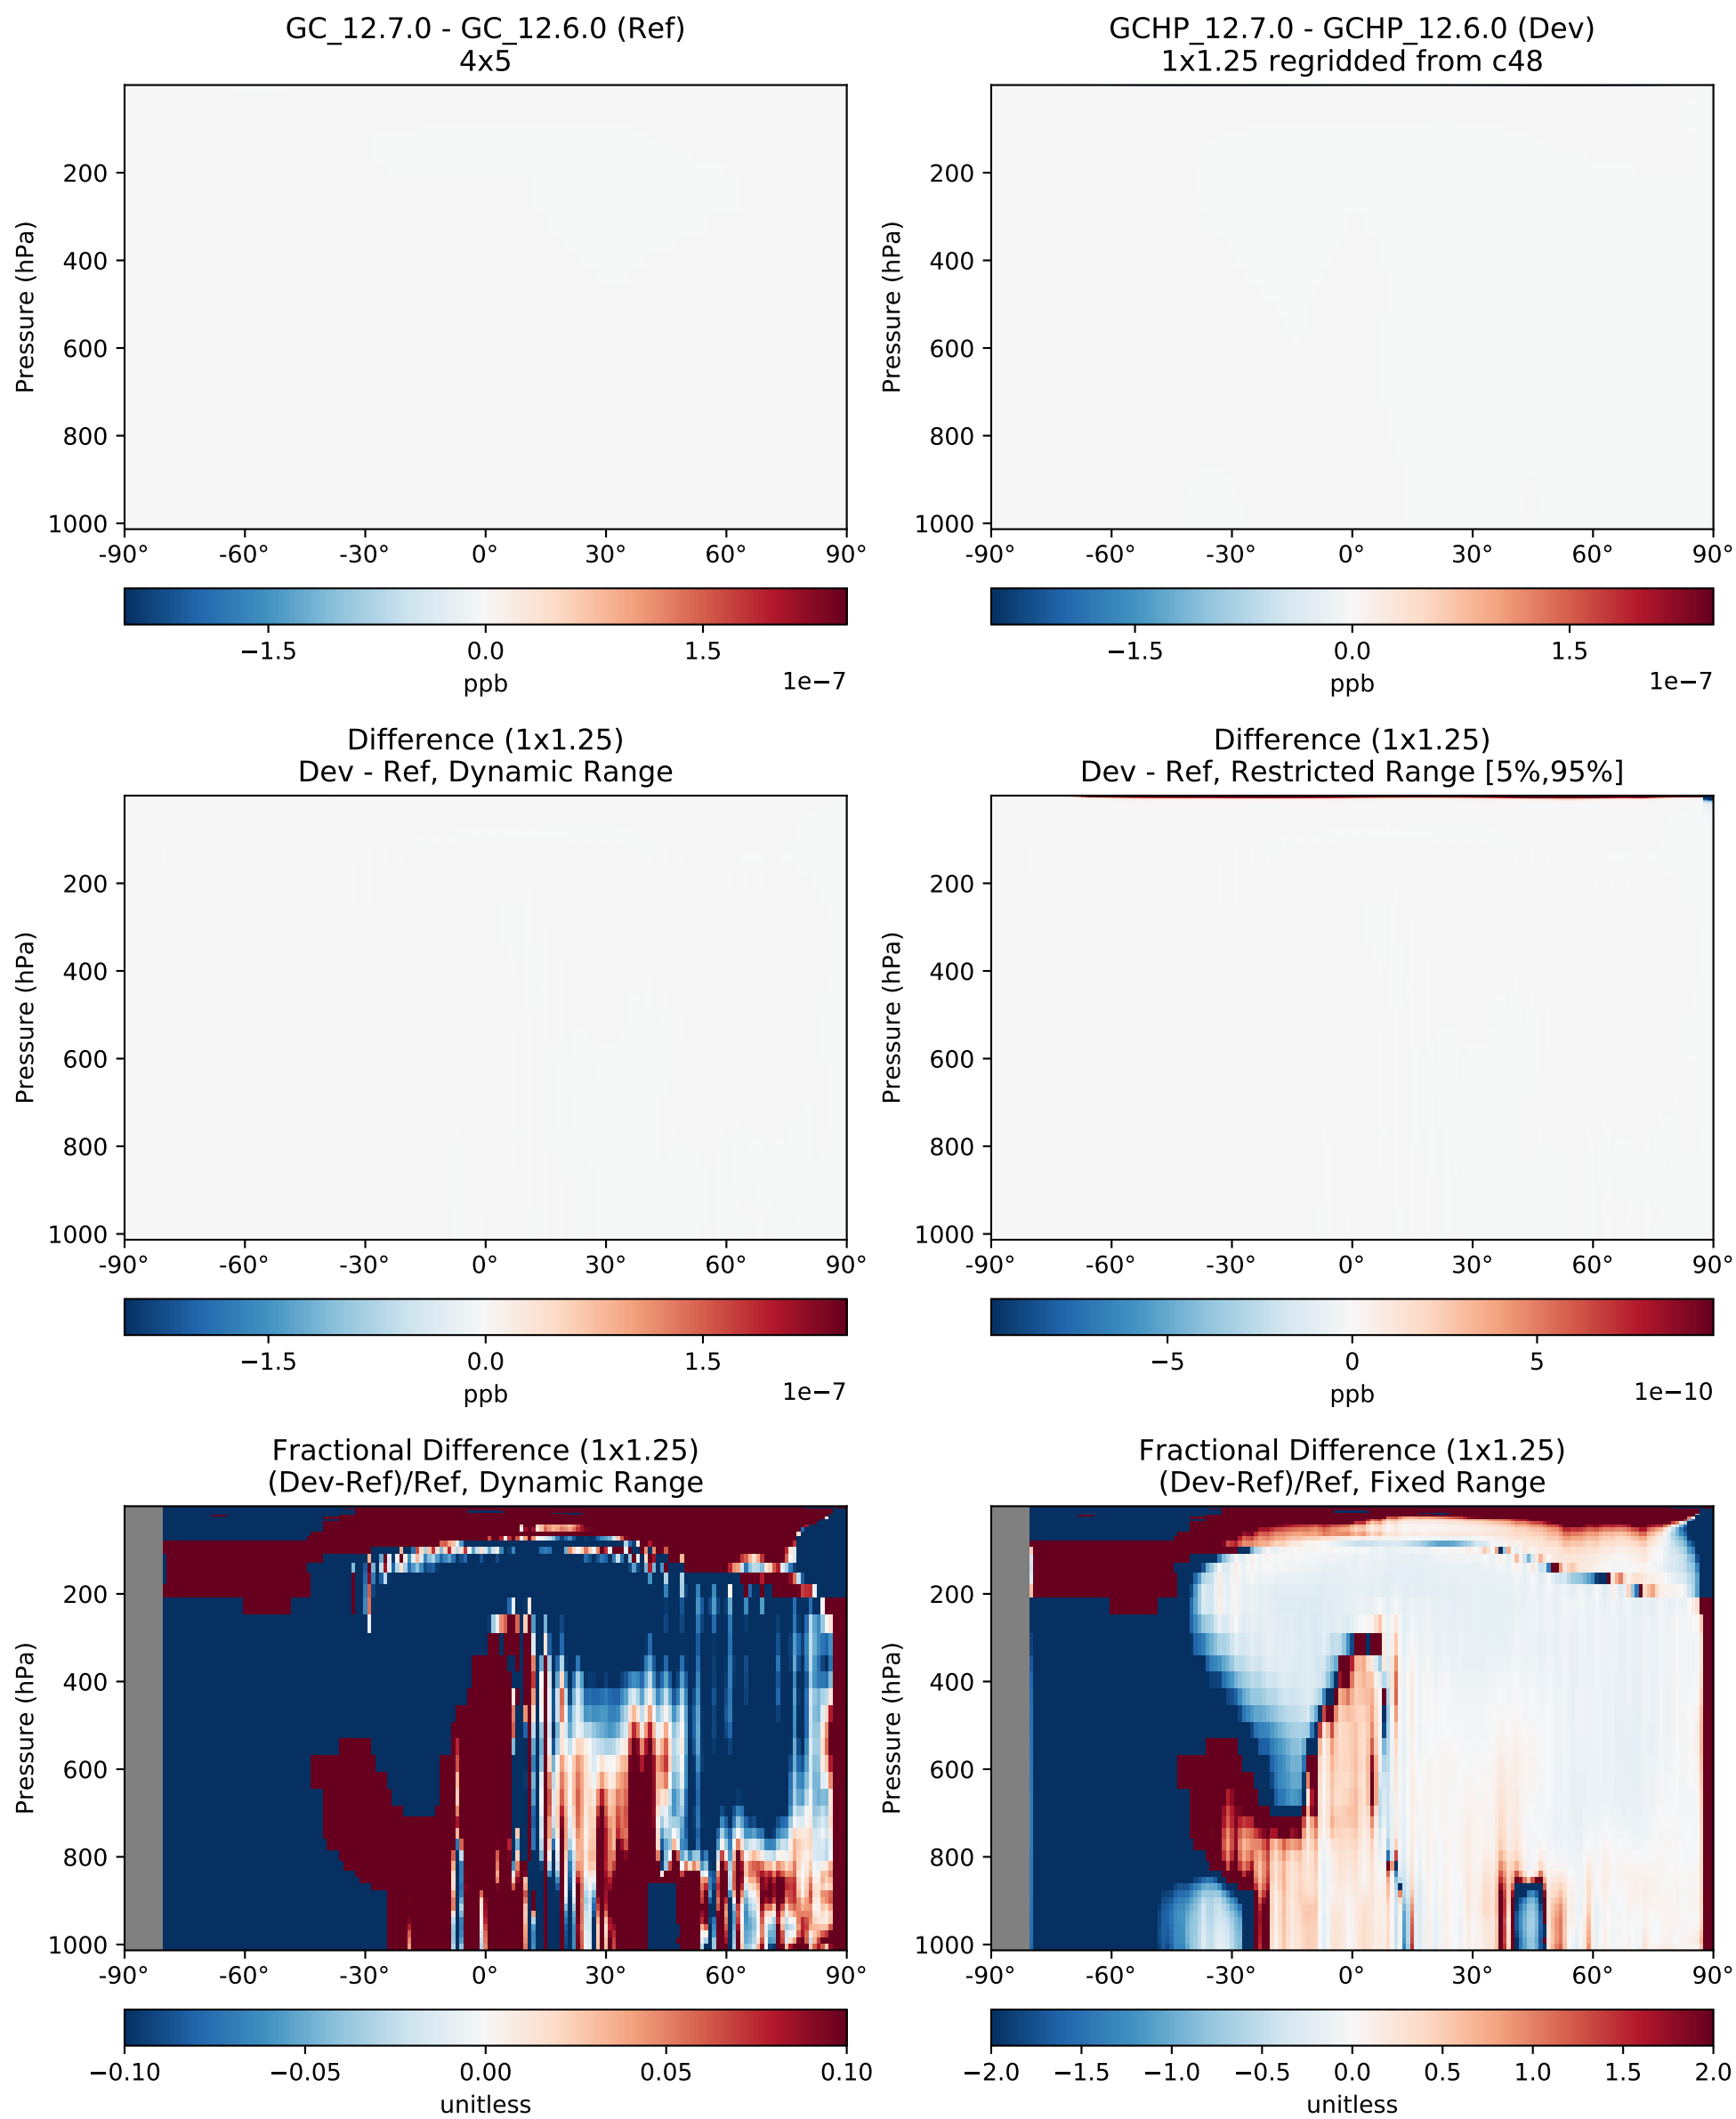 GC_12.7.0 - GC_12.6.0 (Ref)
4x5
Pressure (hPa)
200
400
600
800
1000
-90° -60° -30° 0° 30° 60° 90°
−1.5 0.0 1.5
ppb
1e−7
GCHP_12.7.0 - GCHP_12.6.0 (Dev)
1x1.25 regridded from c48
Pressure (hPa)
200
400
600
800
1000
-90° -60° -30° 0° 30° 60° 90°
−1.5 0.0 1.5
ppb
1e−7
Difference (1x1.25)
Dev - Ref, Dynamic Range
Pressure (hPa)
200
400
600
800
1000
-90° -60° -30° 0° 30° 60° 90°
−1.5 0.0 1.5
ppb
1e−7
Difference (1x1.25)
Dev - Ref, Restricted Range [5%,95%]
Pressure (hPa)
200
400
600
800
1000
-90° -60° -30° 0° 30° 60° 90°
−5 0 5
ppb
1e−10
Fractional Difference (1x1.25)
(Dev-Ref)/Ref, Dynamic Range
Pressure (hPa)
200
400
600
800
1000
-90° -60° -30° 0° 30° 60° 90°
−0.10 −0.05 0.00 0.05 0.10
unitless
Fractional Difference (1x1.25)
(Dev-Ref)/Ref, Fixed Range
Pressure (hPa)
200
400
600
800
1000
-90° -60° -30° 0° 30° 60° 90°
−2.0 −1.5 −1.0 −0.5 0.0 0.5 1.0 1.5 2.0
unitless